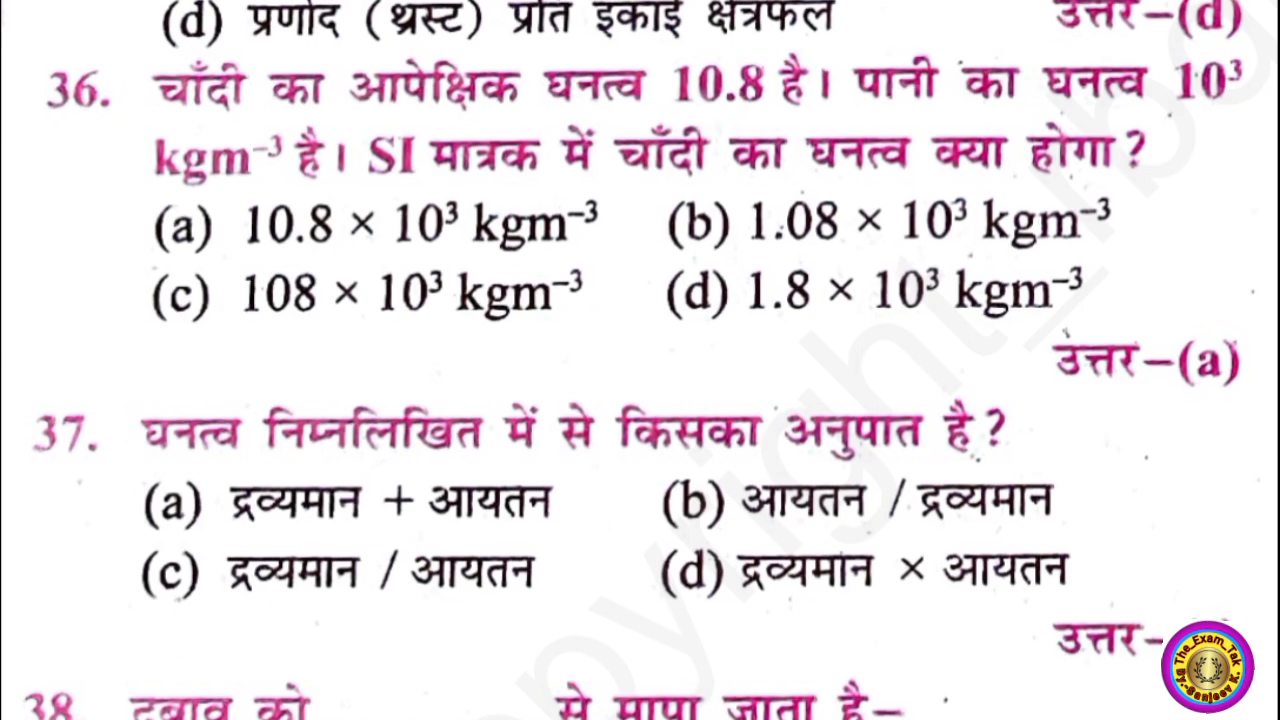 (d) प्रणोद (थ्रस्ट) प्रति इकाई क्षेत्रफल उत्तर–(d)
36. चाँदी का आपेक्षिक घनत्व 10.8 है। पानी का घनत्व 10³
kgm⁻³ है। SI मात्रक में चाँदी का घनत्व क्या होगा?
(a) 10.8 × 10³ kgm⁻³ (b) 1.08 × 10³ kgm⁻³
(c) 108 × 10³ kgm⁻³ (d) 1.8 × 10³ kgm⁻³
उत्तर–(a)
37. घनत्व निम्नलिखित में से किसका अनुपात है?
(a) द्रव्यमान + आयतन (b) आयतन / द्रव्यमान
(c) द्रव्यमान / आयतन (d) द्रव्यमान × आयतन
उत्तर–
The_Exam_Tak
By:-Sanjeev K.
38. दबाव को से मापा जाता है–